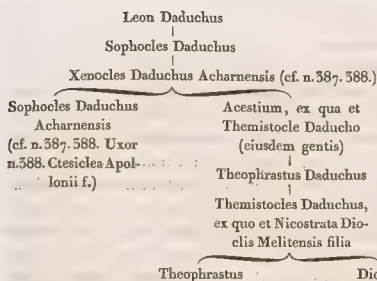 Leon Daduchus
Sophocles Daduchus
Xenocles Daduchus Acharnensis (cf. n.387. 388.)
Sophocles Daduchus
Acharnensis
(cf. n.387. 388. Uxor
n.388. Ctesiclea Apol-
lonii f.)
Acestium, ex qua et
Themistocle Daducho
(eiusdem gentis)
Theophrastus Daduchus
Themistocles Daduchus,
ex quo et Nicostrata Dio-
clis Melitensis filia
Theophrastus